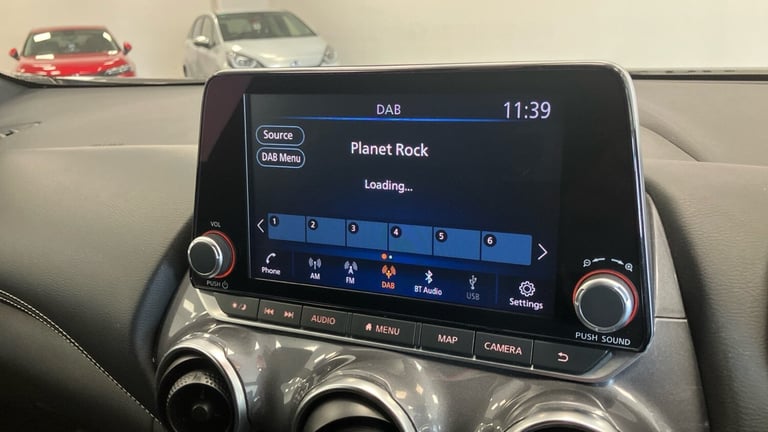 DAB
11:39
Source
Planet Rock
DAB Menu
Loading...
1 2 3 4 5 6
VOL
PUSH
Phone
AM
FM
DAB
BT Audio
USB
Settings
AUDIO
MENU
MAP
CAMERA
PUSH SOUND